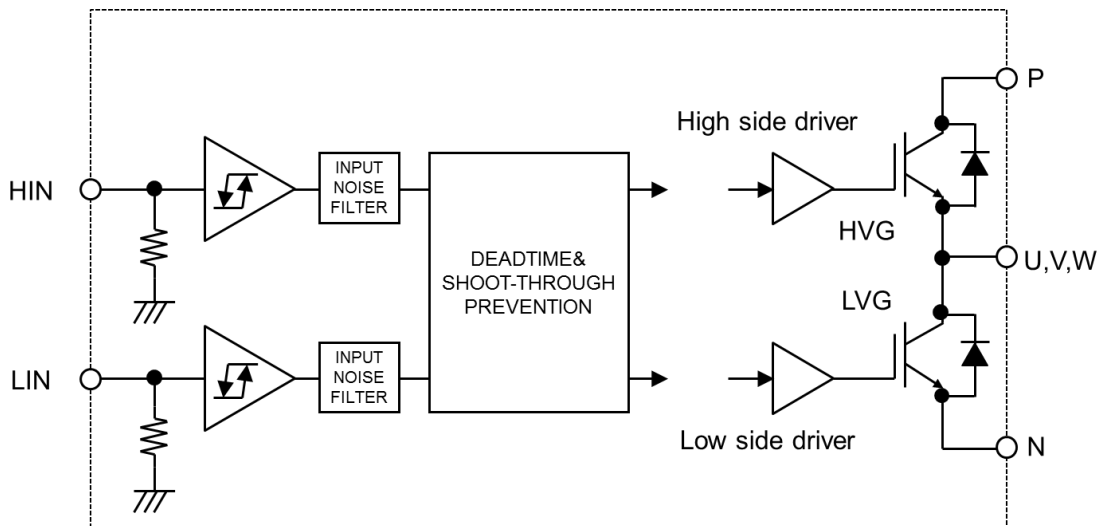 P
High side driver
HIN
INPUT
NOISE
FILTER
HVG
DEADTIME&
SHOOT-THROUGH
PREVENTION
U,V,W
LVG
LIN
INPUT
NOISE
FILTER
Low side driver
N